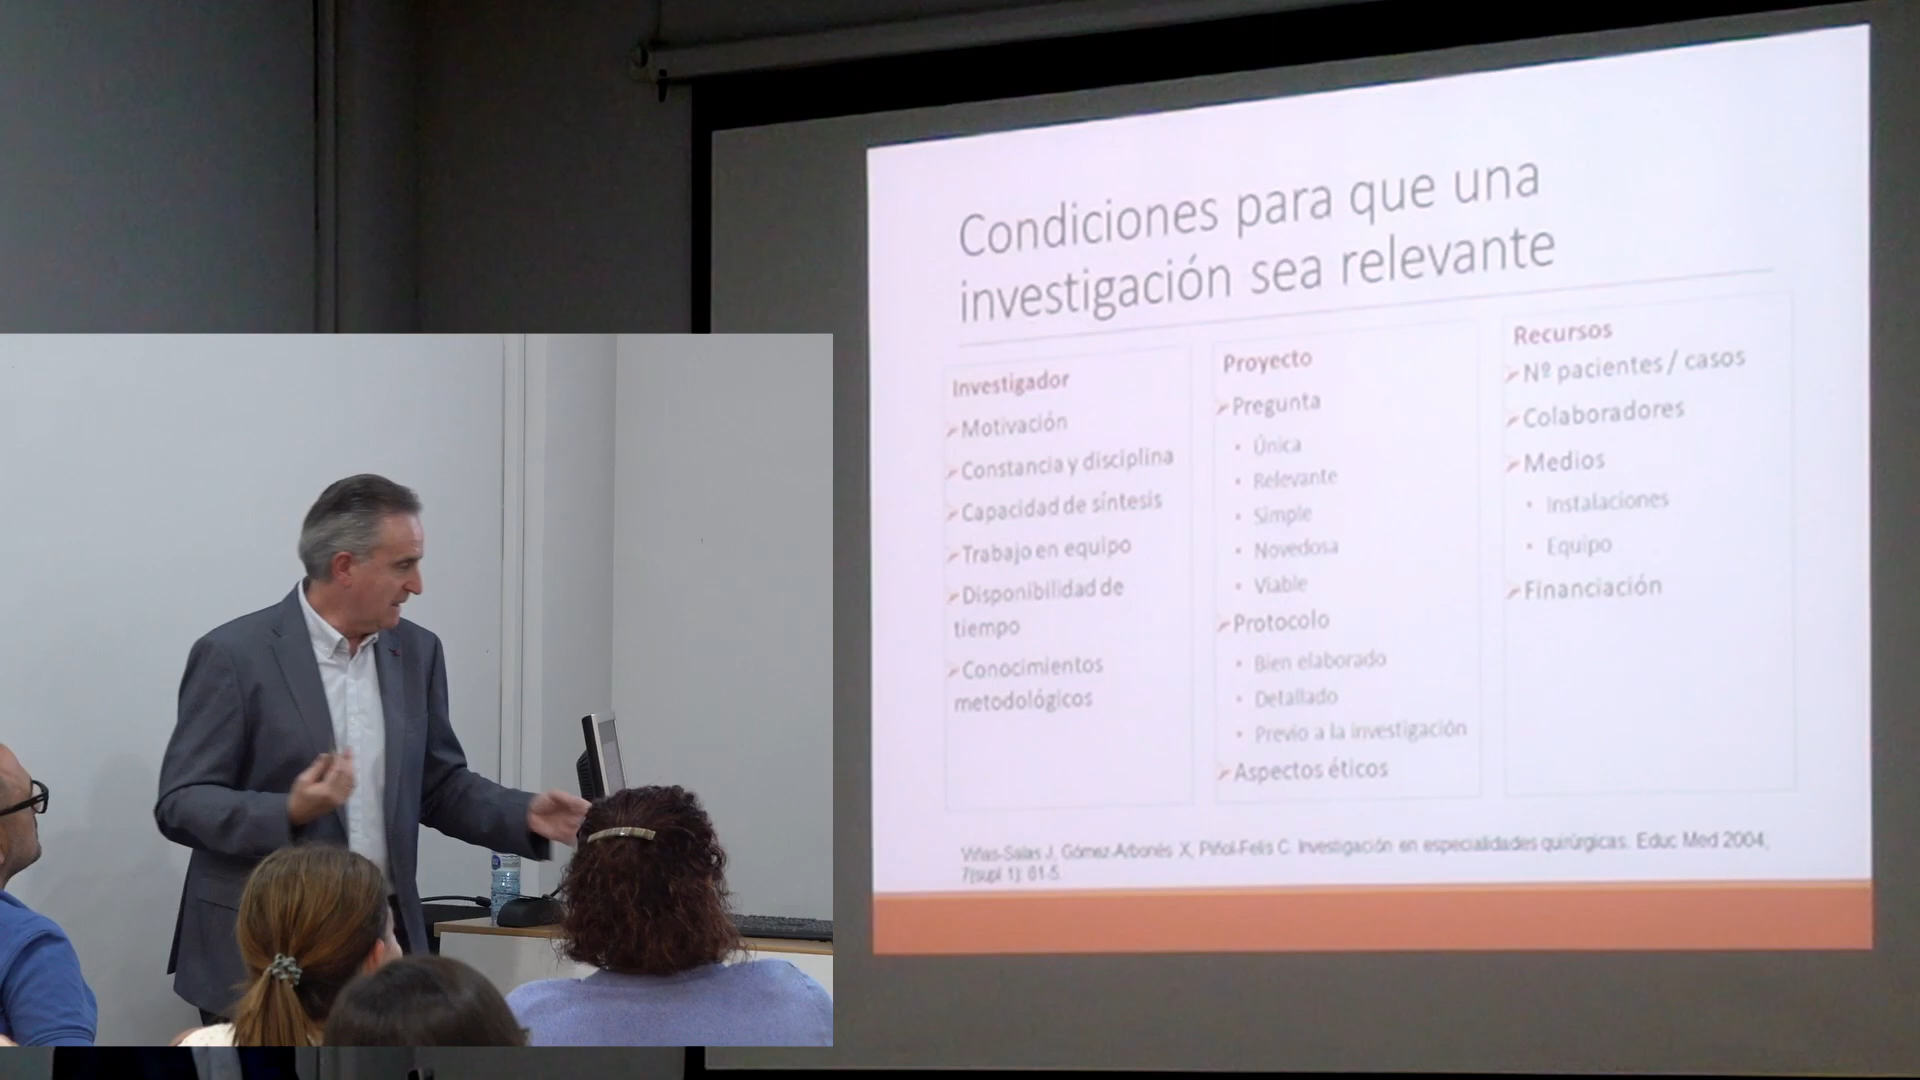 Condiciones para que una
investigación sea relevante
Investigador
Motivación
Constancia y disciplina
Capacidad de síntesis
Trabajo en equipo
Disponibilidad de
tiempo
Conocimientos
metodológicos
Proyecto
Pregunta
Única
Relevante
Simple
Novedosa
Viable
Protocolo
Bien elaborado
Detallado
Previo a la investigación
Aspectos éticos
Recursos
Nº pacientes / casos
Colaboradores
Medios
Instalaciones
Equipo
Financiación
Viñas-Salas J, Gómez-Arbonés X, Piñol-Felis C. Investigación en especialidades quirúrgicas. Educ Med 2004;
7(supl 1): 61-5.